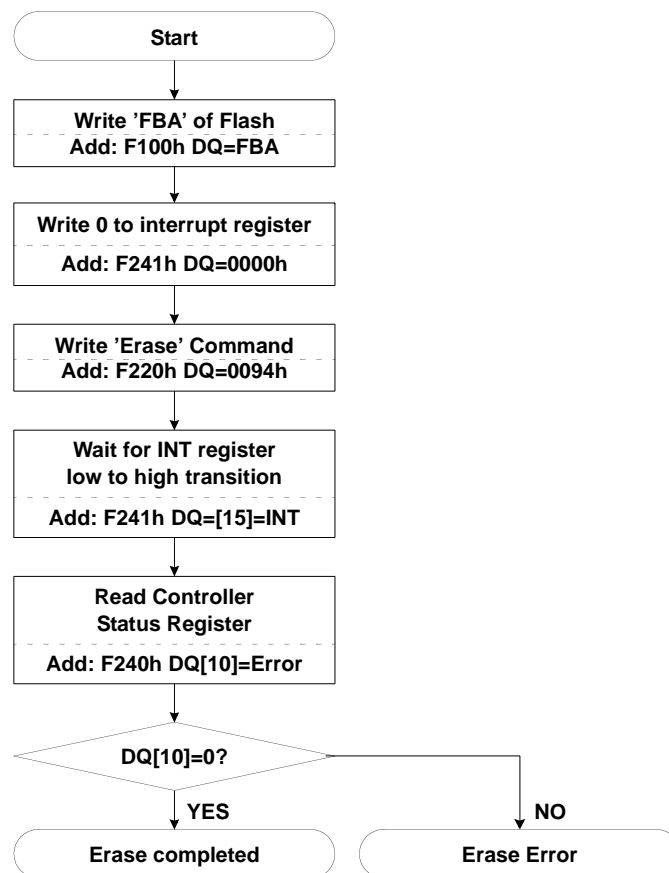 Start
Write ’FBA’ of Flash
Add: F100h DQ=FBA
Write 0 to interrupt register
Add: F241h DQ=0000h
Write ’Erase’ Command
Add: F220h DQ=0094h
Wait for INT register
low to high transition
Add: F241h DQ=[15]=INT
Read Controller
Status Register
Add: F240h DQ[10]=Error
DQ[10]=0?
YES
NO
Erase completed
Erase Error